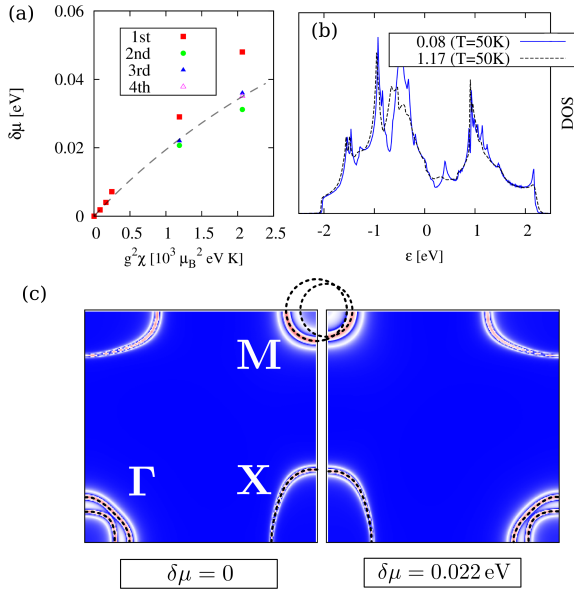 (a)
0.06
0.04
0.02
0
δμ [eV]
1st
2nd
3rd
4th
0 0.5 1 1.5 2 2.5
g²χ [10³ μ_B² eV K]
(b)
0.08 (T=50K)
1.17 (T=50K)
DOS
-2 -1 0 1 2
ε [eV]
(c)
M
Γ X
δμ = 0
δμ = 0.022 eV